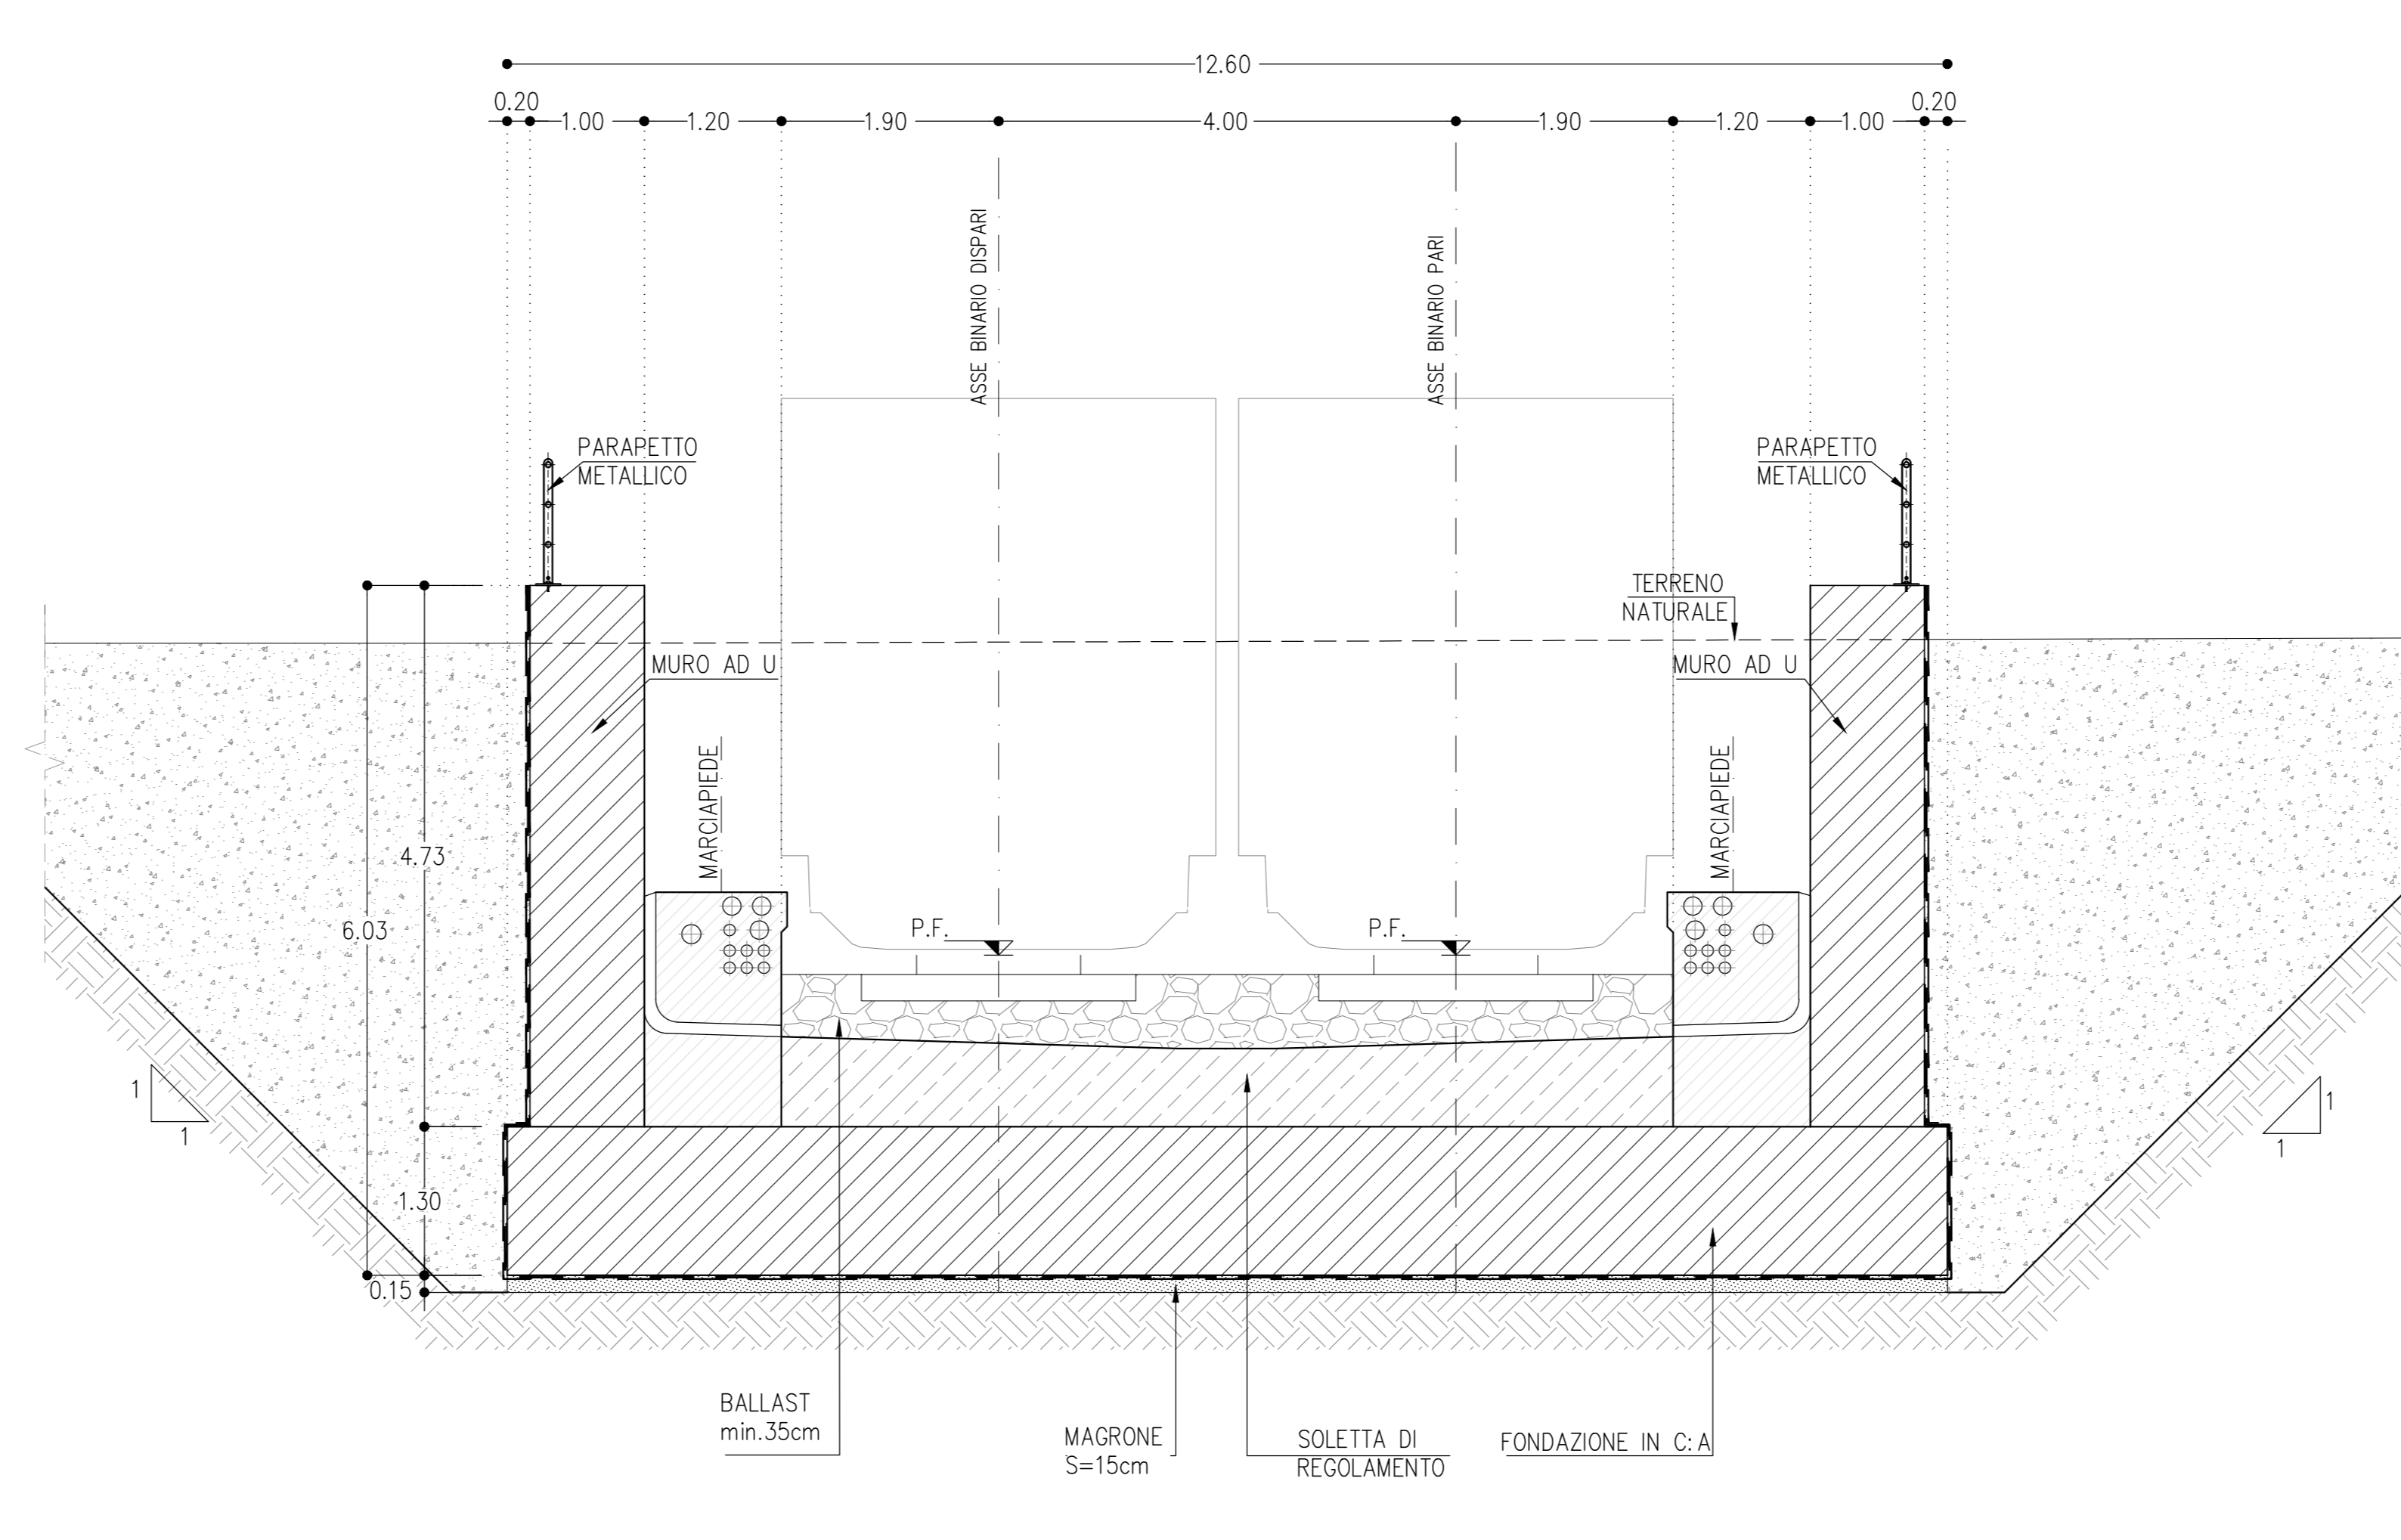 12.60
0.20
0.20
1.00
1.20
1.90
4.00
1.90
1.20
1.00
ASSE BINARIO DISPARI
ASSE BINARIO PARI
PARAPETTO
METALLICO
PARAPETTO
METALLICO
TERRENO
NATURALE
MURO AD U
MURO AD U
MARCIAPIEDE
MARCIAPIEDE
4.73
6.03
P.F.
P.F.
1
1
1
1
1.30
0.15
BALLAST
min.35cm
MAGRONE
S=15cm
SOLETTA DI
REGOLAMENTO
FONDAZIONE IN C:A